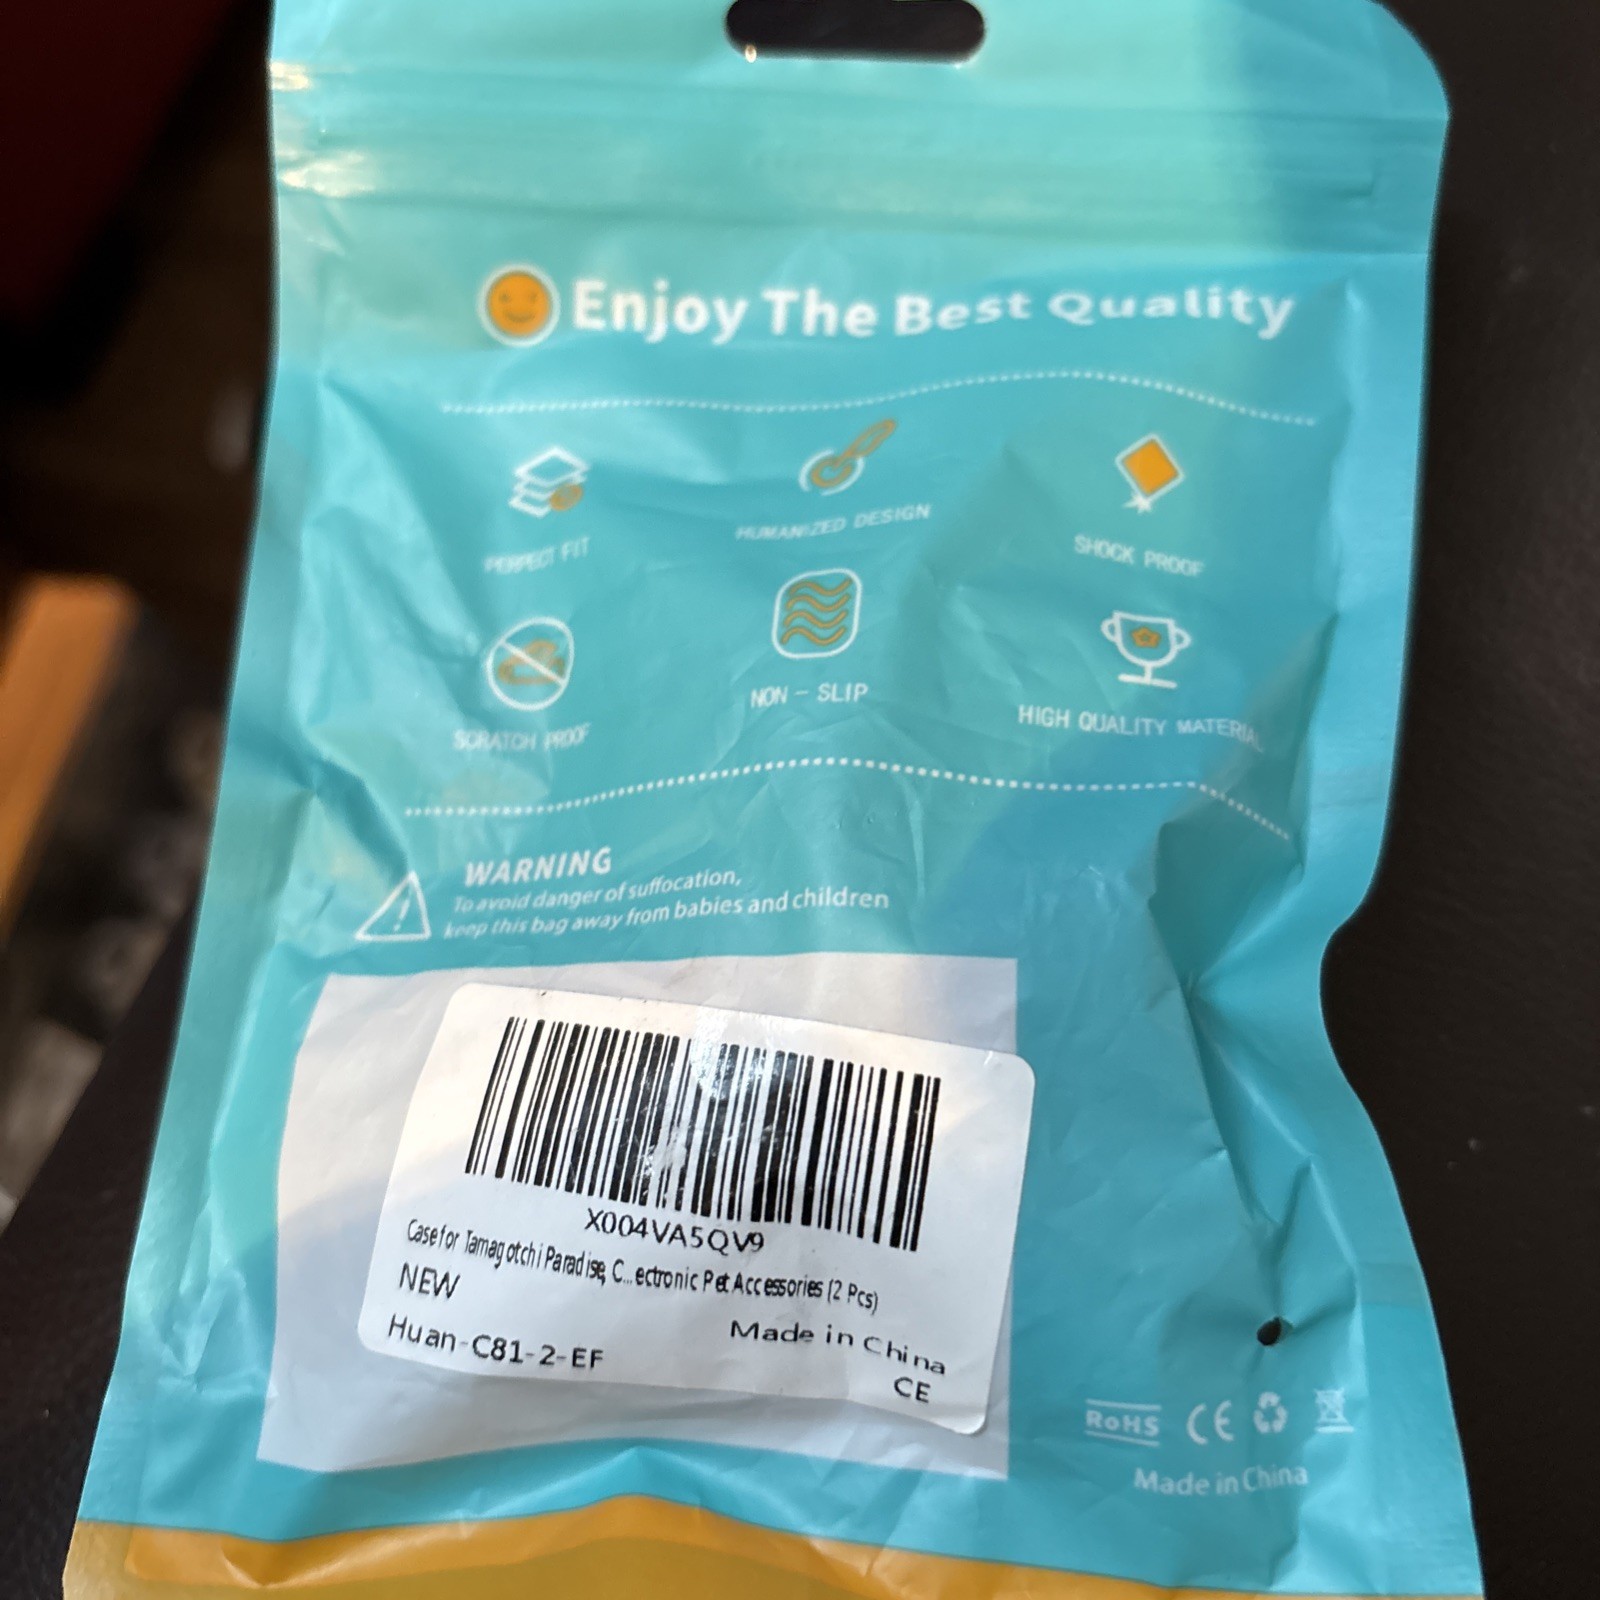 Enjoy The Best Quality
PERFECT FIT
HUMANIZED DESIGN
SHOCK PROOF
SCRATCH PROOF
NON - SLIP
HIGH QUALITY MATERIAL
WARNING
To avoid danger of suffocation,
keep this bag away from babies and children
X004VA5QV9
Case for Tamagotchi Paradise, C...ectronic Pet Accessories (2 Pcs)
NEW
Huan-C81-2-EF
Made in China
CE
RoHS CE
Made in China